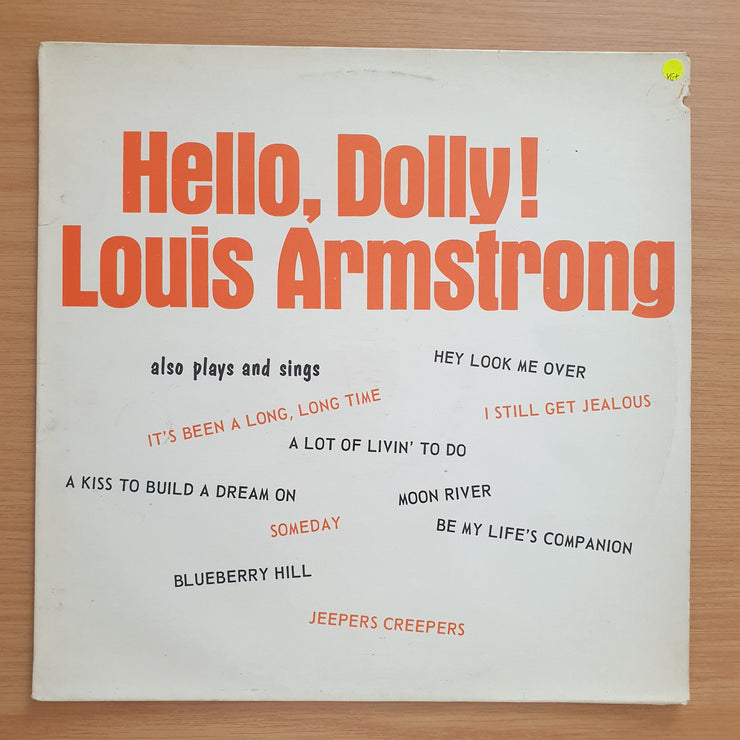 VG+
Hello, Dolly!
Louis Armstrong
also plays and sings
HEY LOOK ME OVER
IT'S BEEN A LONG, LONG TIME
I STILL GET JEALOUS
A LOT OF LIVIN' TO DO
A KISS TO BUILD A DREAM ON
MOON RIVER
SOMEDAY
BE MY LIFE'S COMPANION
BLUEBERRY HILL
JEEPERS CREEPERS